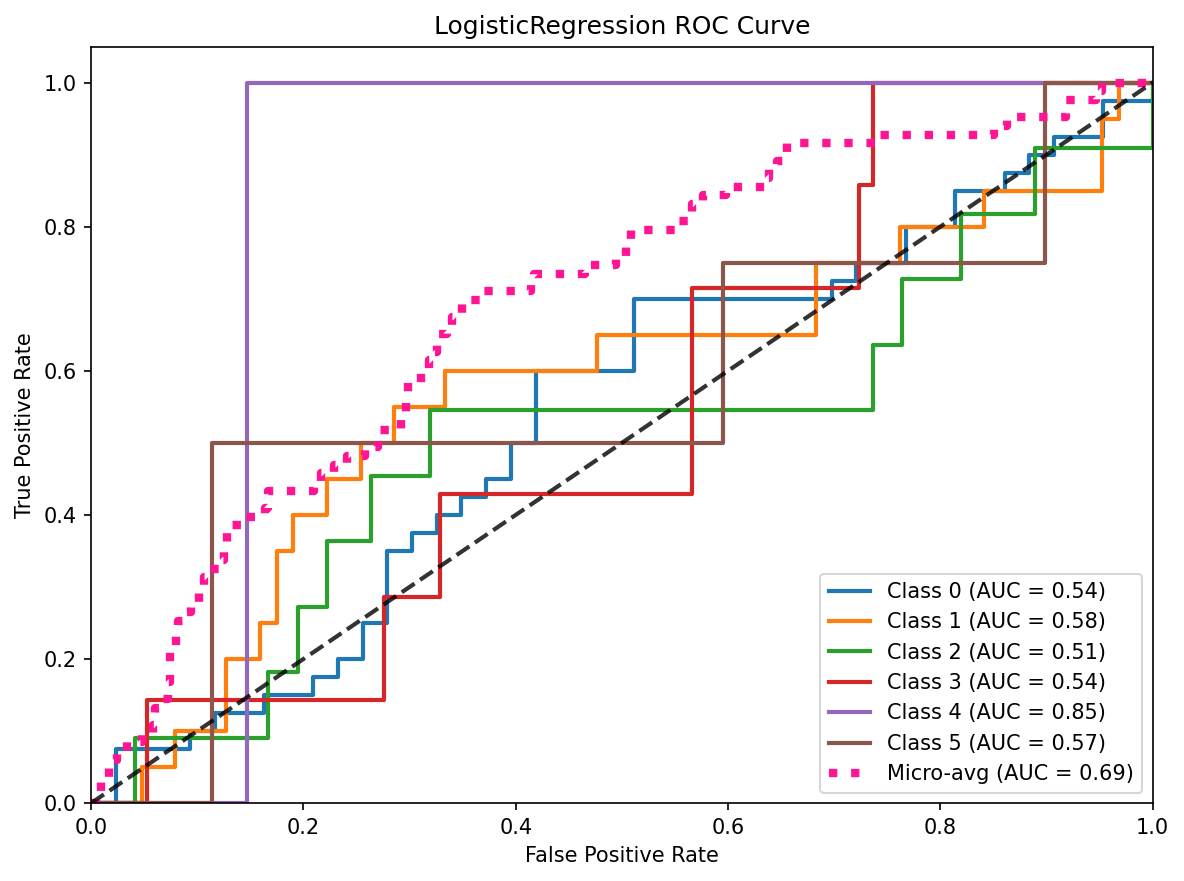 LogisticRegression ROC Curve
True Positive Rate
1.0
0.8
0.6
0.4
0.2
0.0
Class 0 (AUC = 0.54)
Class 1 (AUC = 0.58)
Class 2 (AUC = 0.51)
Class 3 (AUC = 0.54)
Class 4 (AUC = 0.85)
Class 5 (AUC = 0.57)
Micro-avg (AUC = 0.69)
0.0 0.2 0.4 0.6 0.8 1.0
False Positive Rate